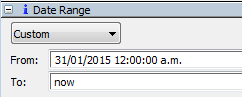 Date Range
Custom
From: 31/01/2015 12:00:00 a.m.
To: now